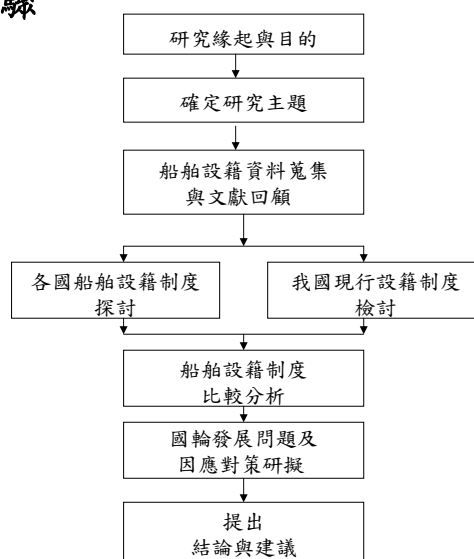 驟
研究緣起與目的
確定研究主題
船舶設籍資料蒐集
與文獻回顧
各國船舶設籍制度
探討
我國現行設籍制度
檢討
船舶設籍制度
比較分析
國輪發展問題及
因應對策研擬
提出
結論與建議